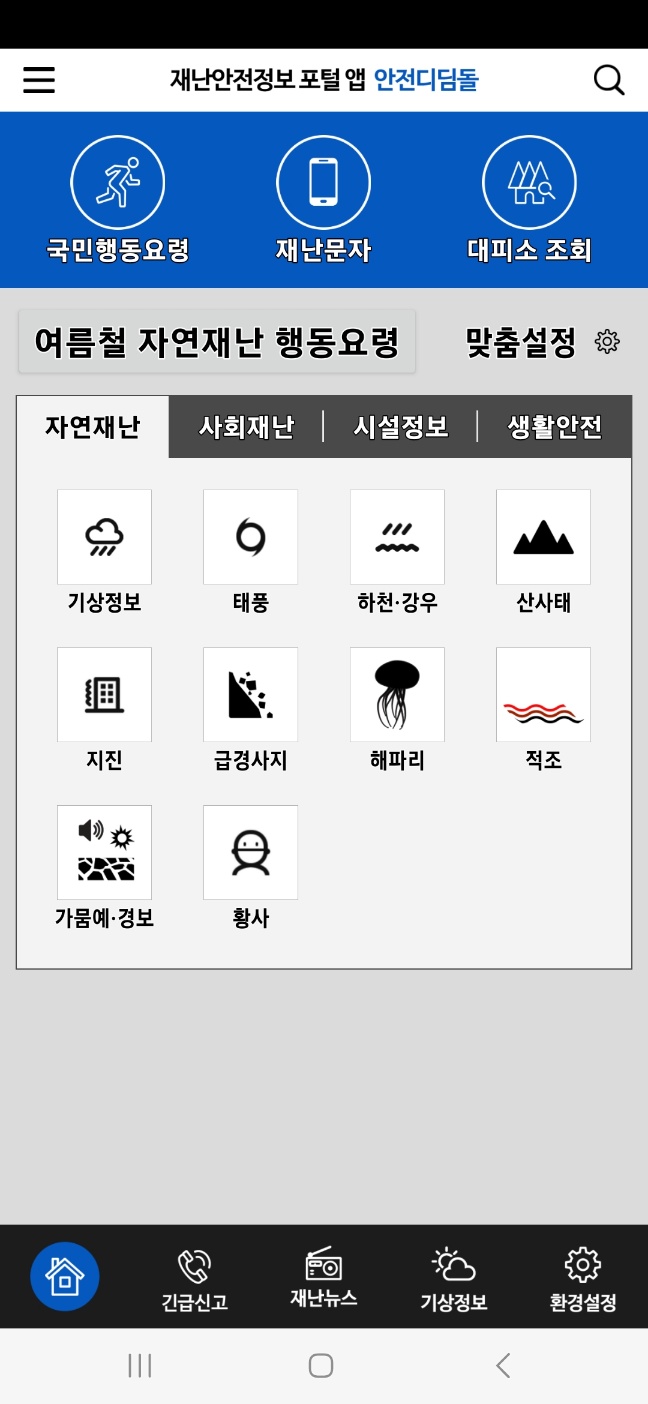 재난안전정보 포털 앱 안전디딤돌
국민행동요령 재난문자 대피소 조회
여름철 자연재난 행동요령 맞춤설정
자연재난 사회재난 시설정보 생활안전
기상정보 태풍 하천·강우 산사태
지진 급경사지 해파리 적조
가뭄예·경보 황사
긴급신고 재난뉴스 기상정보 환경설정